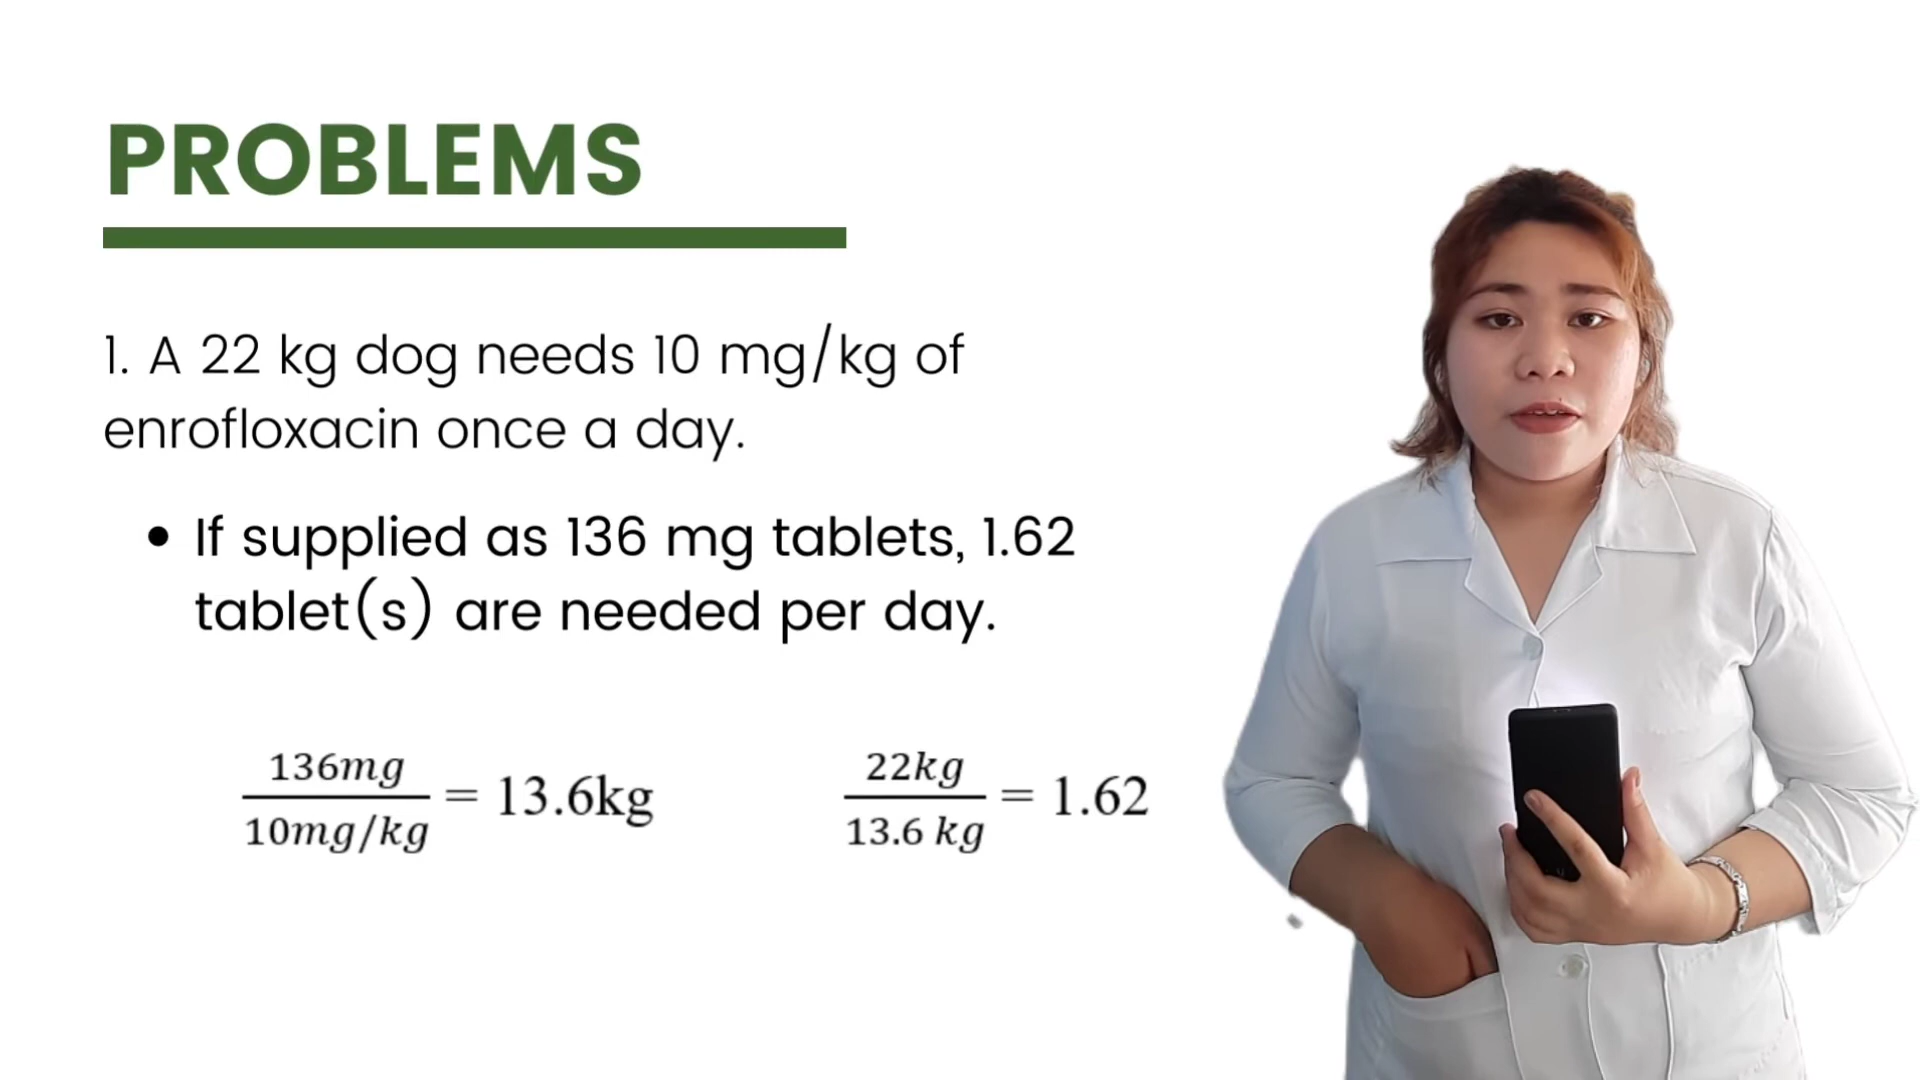 PROBLEMS
1. A 22 kg dog needs 10 mg/kg of
enrofloxacin once a day.
• If supplied as 136 mg tablets, 1.62
tablet(s) are needed per day.
136mg / 10mg/kg = 13.6kg
22kg / 13.6 kg = 1.62